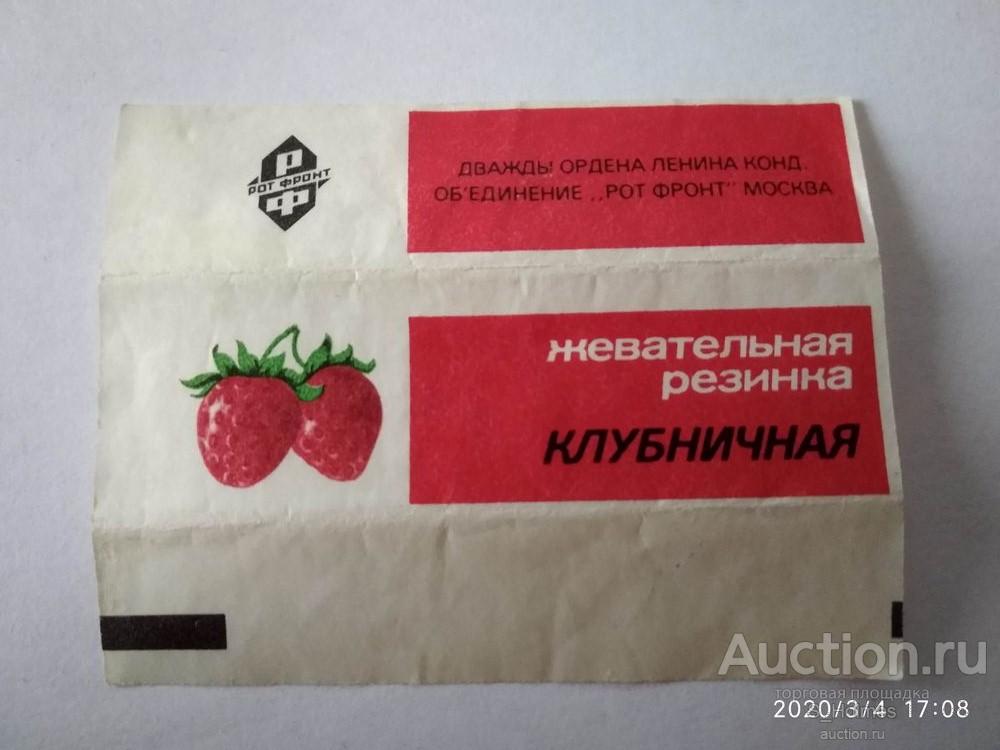 Р
РОТ ФРОНТ
Ф
ДВАЖДЫ ОРДЕНА ЛЕНИНА КОНД.
ОБ'ЕДИНЕНИЕ „РОТ ФРОНТ" МОСКВА
жевательная
резинка
КЛУБНИЧНАЯ
Auction.ru
торговая площадка
2020/3/4 17:08
auction.ru